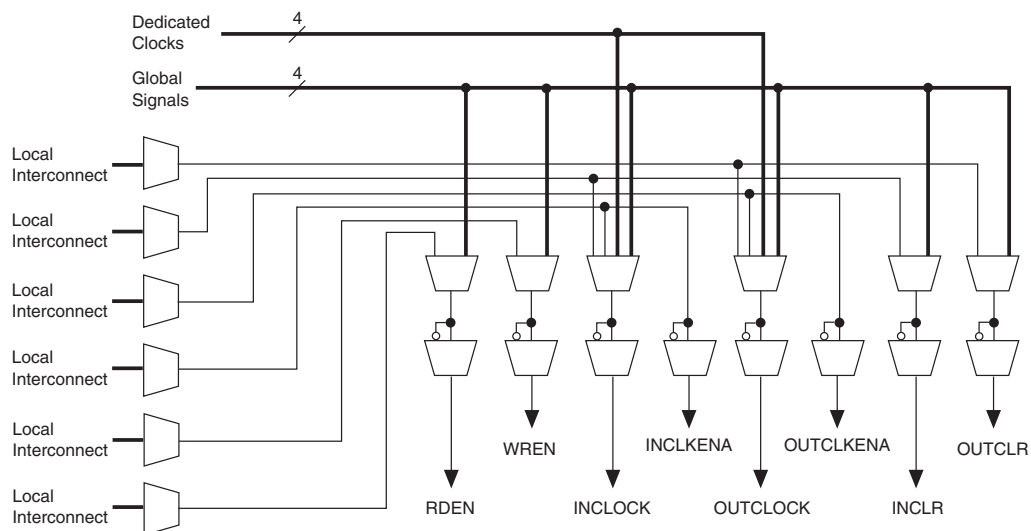 Dedicated
Clocks
4
Global
Signals
4
Local
Interconnect
Local
Interconnect
Local
Interconnect
Local
Interconnect
Local
Interconnect
Local
Interconnect
WREN
INCLKENA
OUTCLKENA
OUTCLR
RDEN
INCLOCK
OUTCLOCK
INCLR